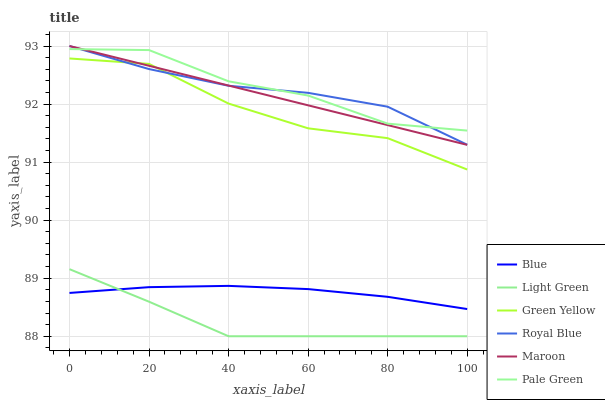 title
93
92
91
90
89
88
yaxis_label
0
20
40
60
80
100
xaxis_label
Blue
Light Green
Green Yellow
Royal Blue
Maroon
Pale Green